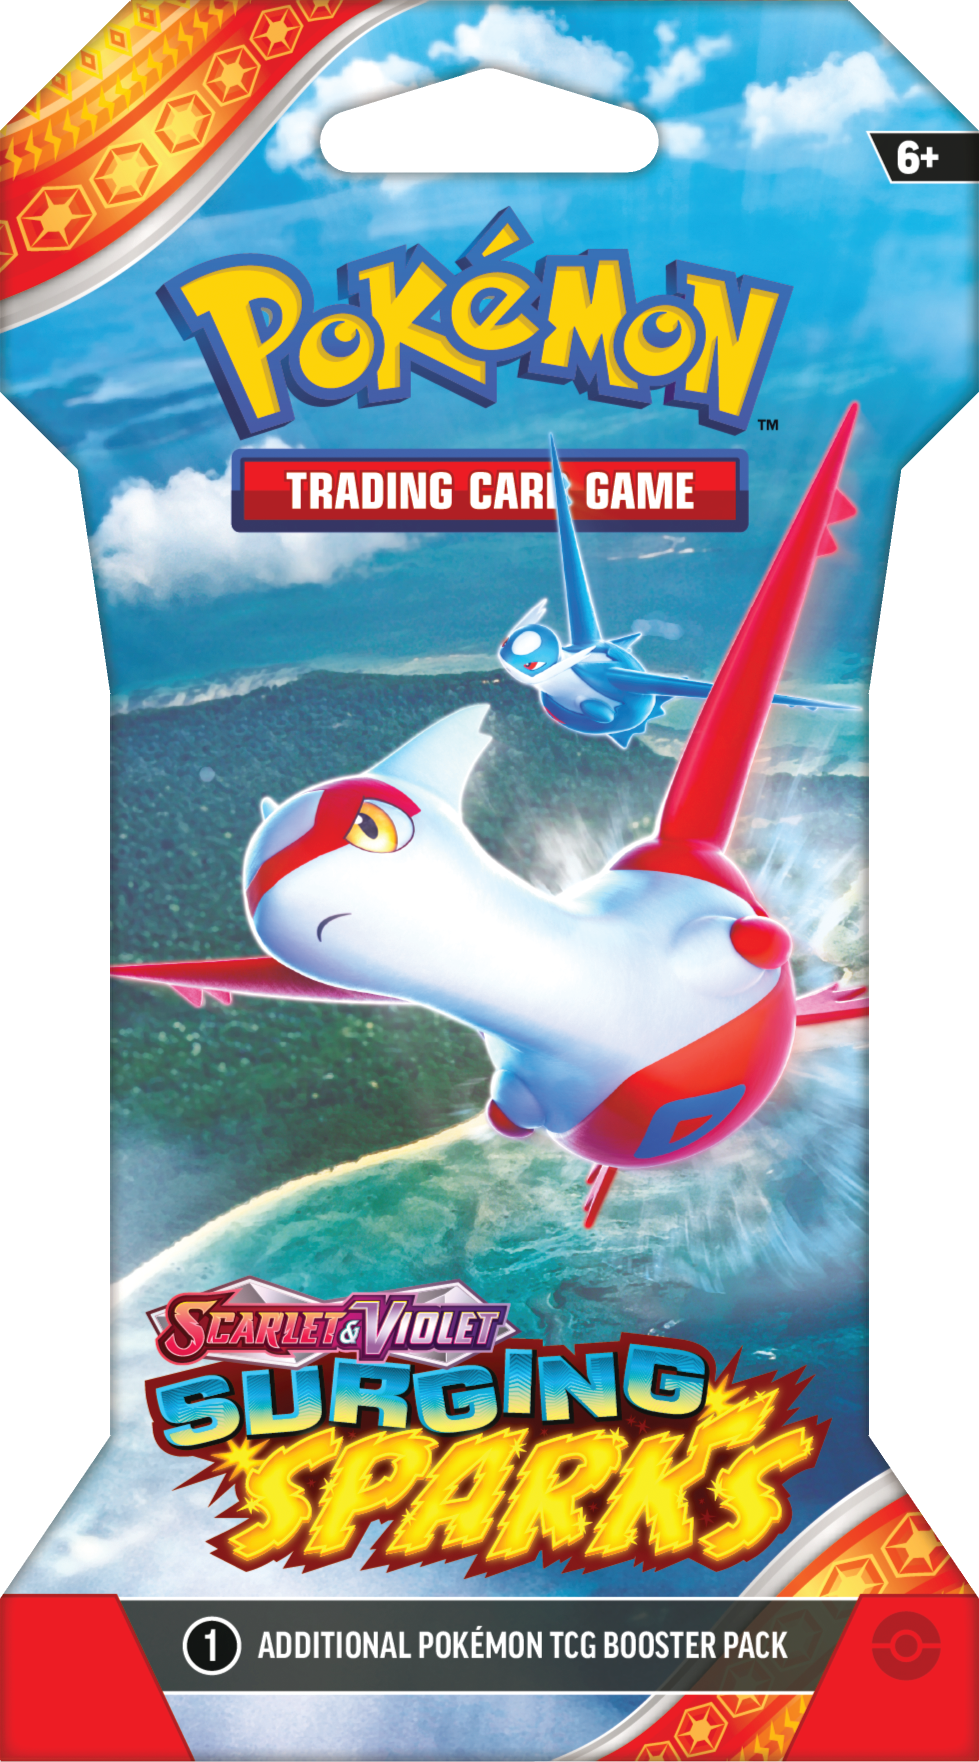 6+
POKéMON
TM
TRADING CARD GAME
SCARLET & VIOLET
SURGING
SPARKS
1 ADDITIONAL POKÉMON TCG BOOSTER PACK